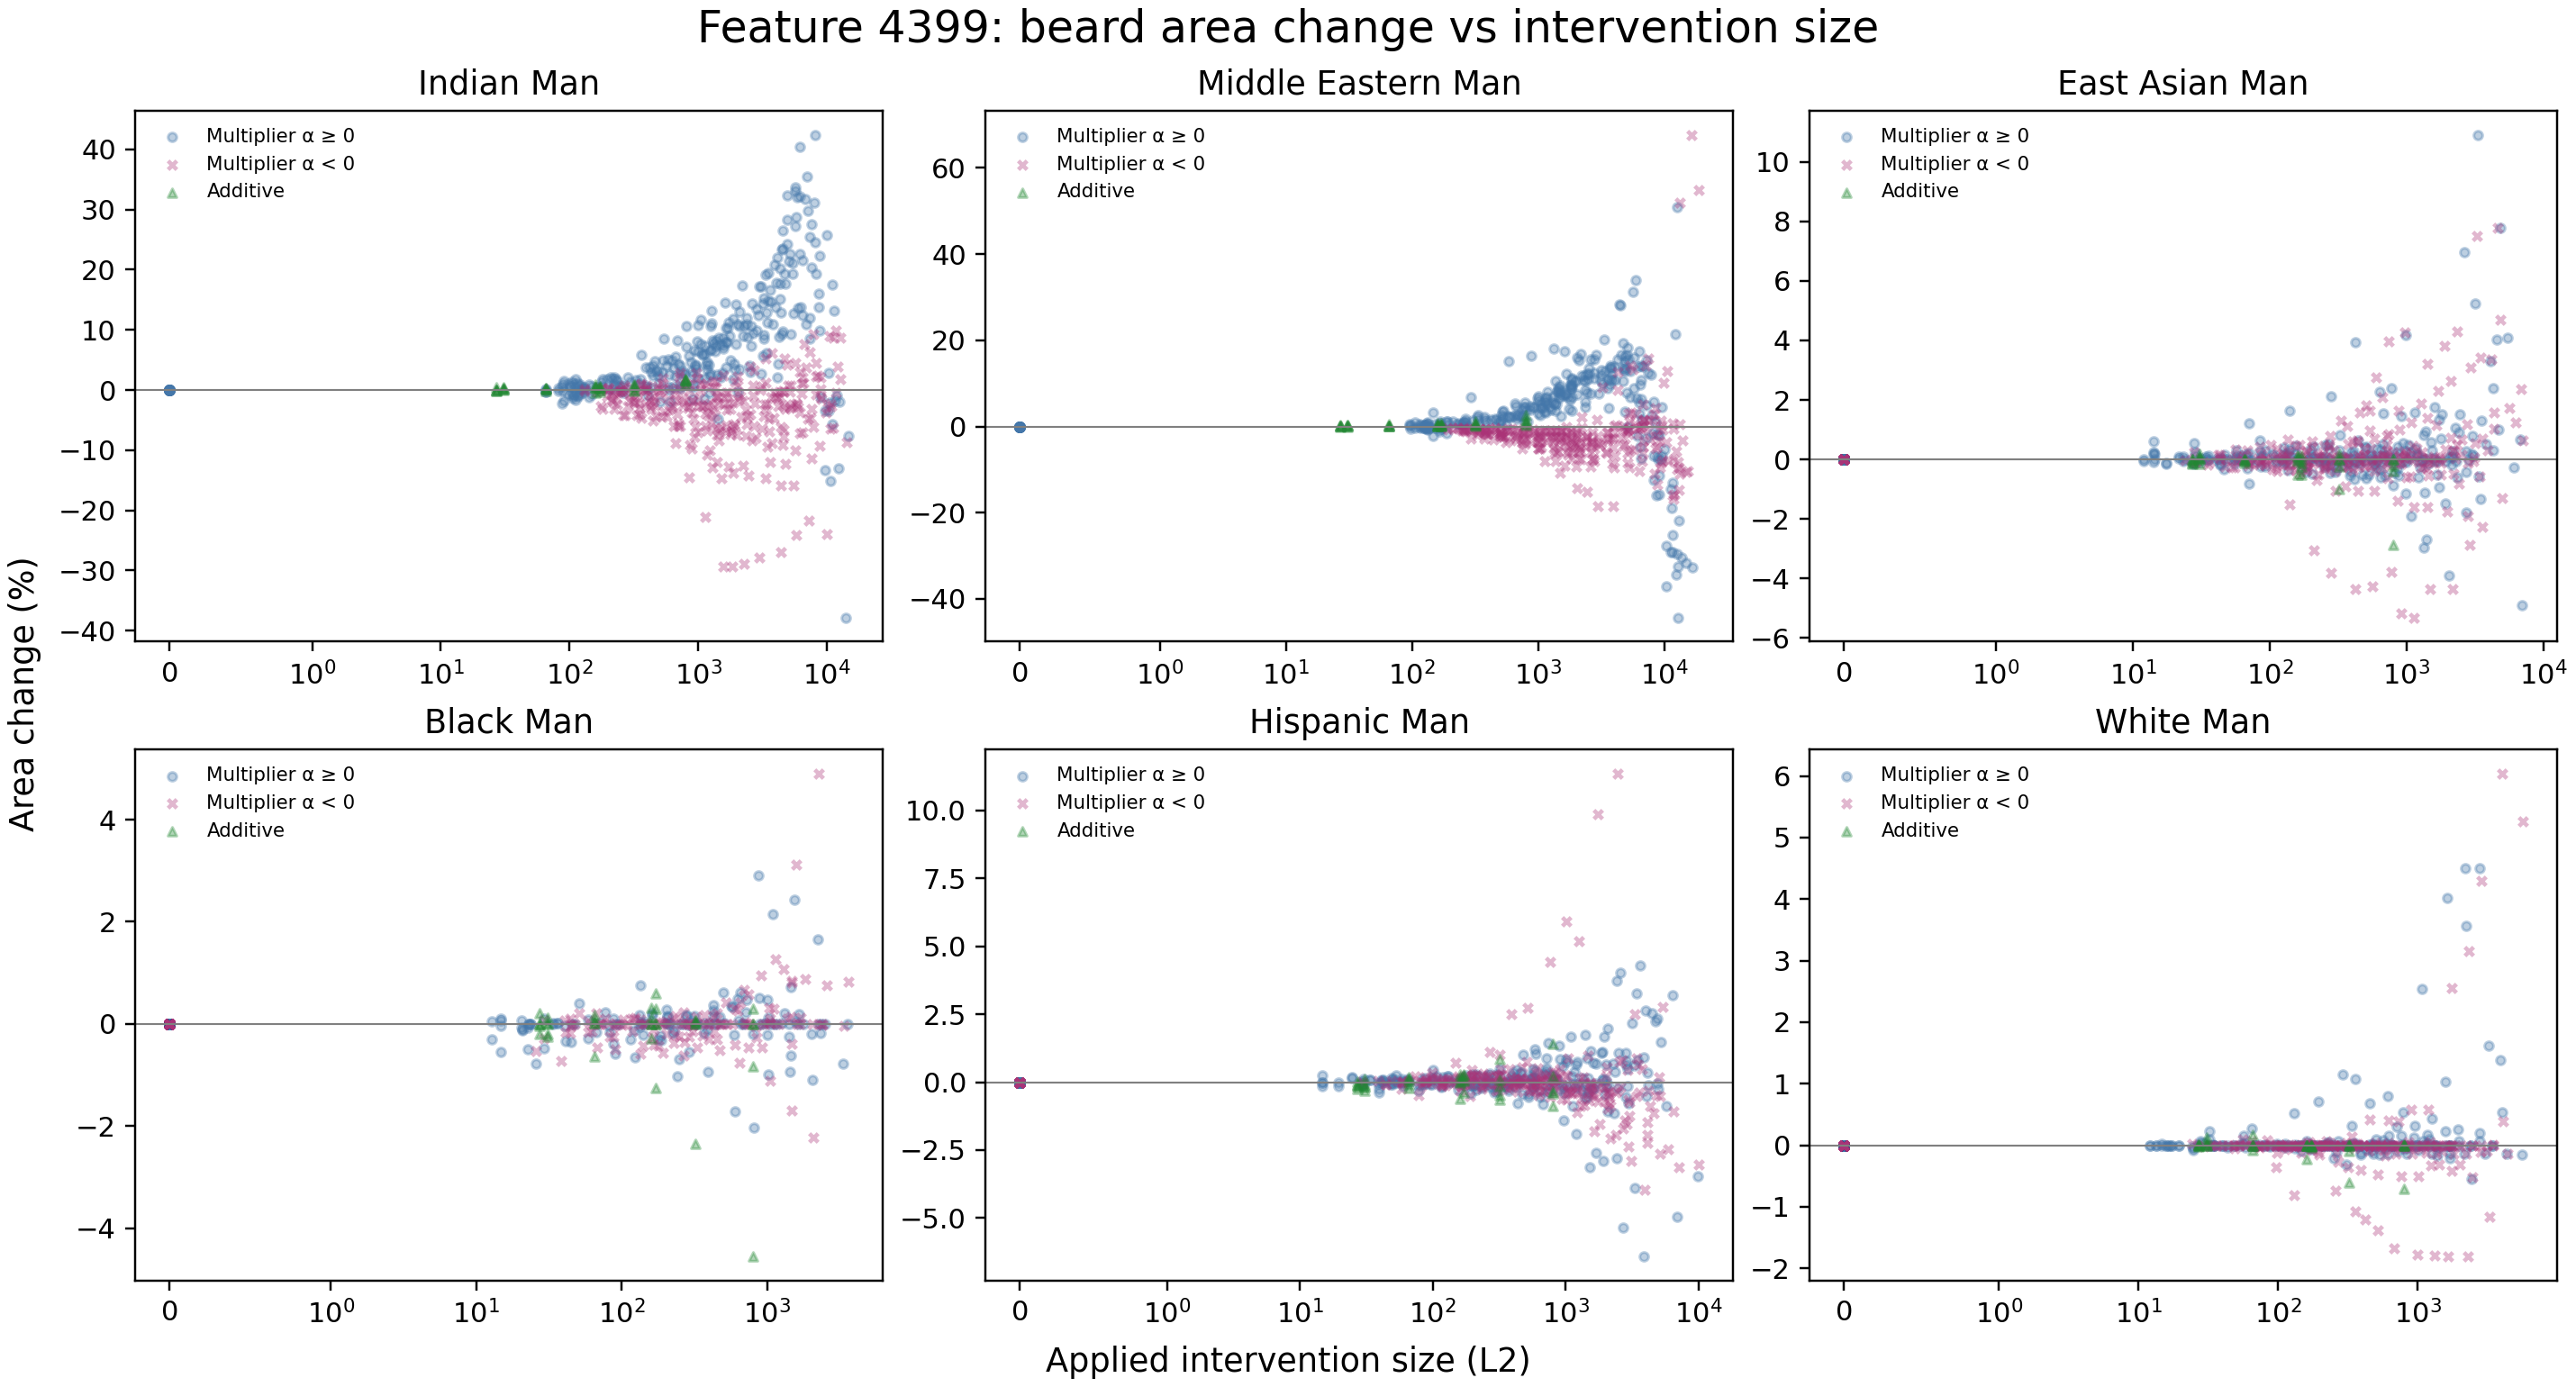 Feature 4399: beard area change vs intervention size
Indian Man
Multiplier α ≥ 0
Multiplier α < 0
Additive
40
30
20
10
0
−10
−20
−30
−40
0 10⁰ 10¹ 10² 10³ 10⁴
Middle Eastern Man
Multiplier α ≥ 0
Multiplier α < 0
Additive
60
40
20
0
−20
−40
0 10⁰ 10¹ 10² 10³ 10⁴
East Asian Man
Multiplier α ≥ 0
Multiplier α < 0
Additive
10
8
6
4
2
0
−2
−4
−6
0 10⁰ 10¹ 10² 10³ 10⁴
Area change (%)
Black Man
Multiplier α ≥ 0
Multiplier α < 0
Additive
4
2
0
−2
−4
0 10⁰ 10¹ 10² 10³
Hispanic Man
Multiplier α ≥ 0
Multiplier α < 0
Additive
10.0
7.5
5.0
2.5
0.0
−2.5
−5.0
0 10⁰ 10¹ 10² 10³ 10⁴
White Man
Multiplier α ≥ 0
Multiplier α < 0
Additive
6
5
4
3
2
1
0
−1
−2
0 10⁰ 10¹ 10² 10³
Applied intervention size (L2)